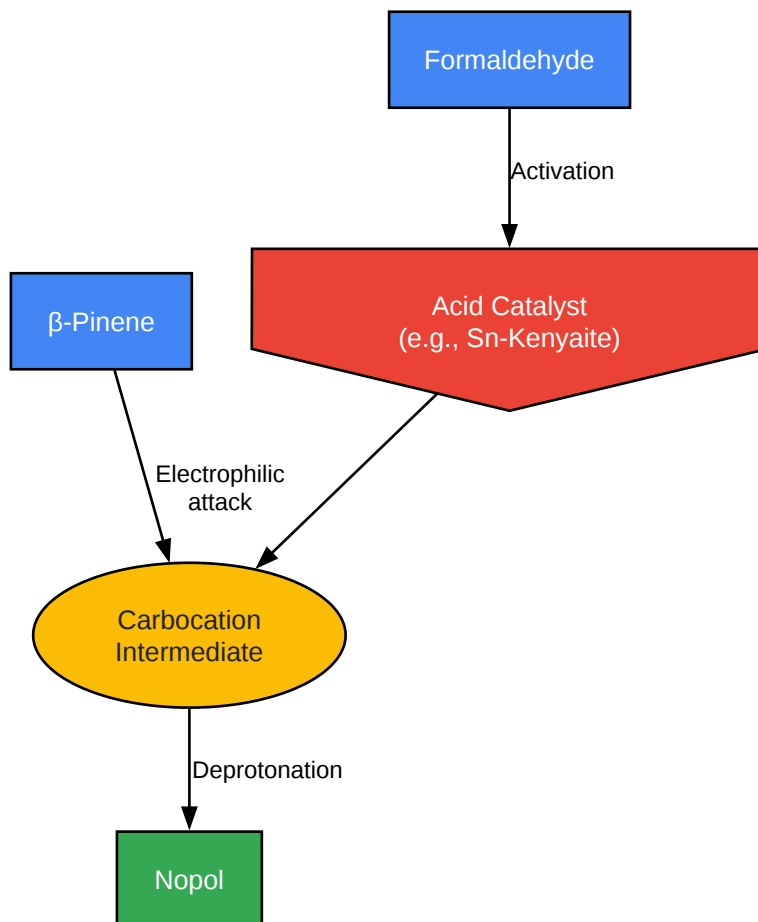 Formaldehyde
Activation
Acid Catalyst
(e.g., Sn-Kenyaite)
β-Pinene
Electrophilic
attack
Carbocation
Intermediate
Deprotonation
Nopol